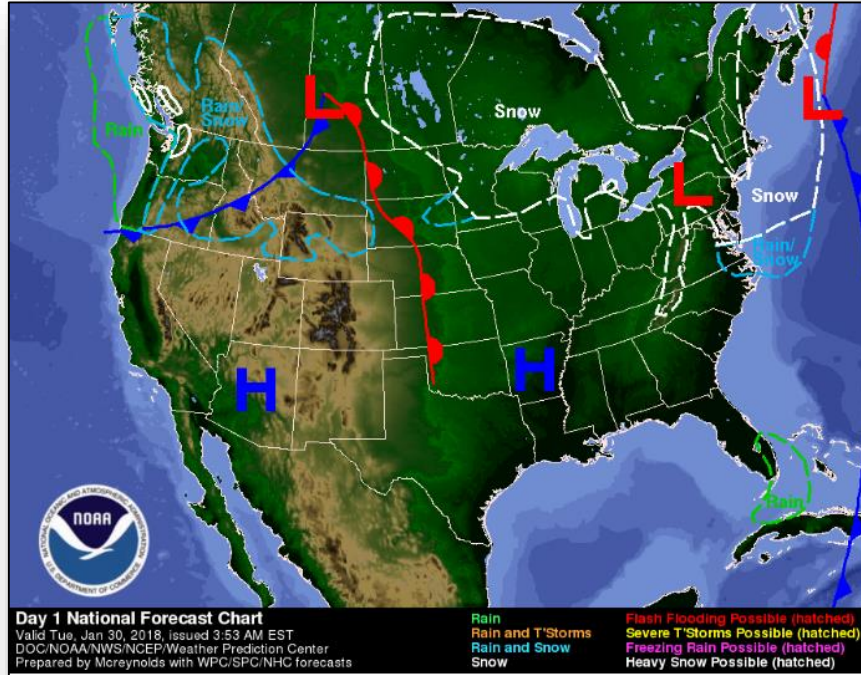 L
L
Rain/
Snow
Snow
Rain
L
Snow
Rain/
Snow
H
H
Rain
NATIONAL OCEANIC AND ATMOSPHERIC ADMINISTRATION
NOAA
U.S. DEPARTMENT OF COMMERCE
Day 1 National Forecast Chart
Valid Tue, Jan 30, 2018, issued 3:53 AM EST
DOC/NOAA/NWS/NCEP/Weather Prediction Center
Prepared by Mcreynolds with WPC/SPC/NHC forecasts
Rain
Rain and T'Storms
Rain and Snow
Snow
Flash Flooding Possible (hatched)
Severe T'Storms Possible (hatched)
Freezing Rain Possible (hatched)
Heavy Snow Possible (hatched)